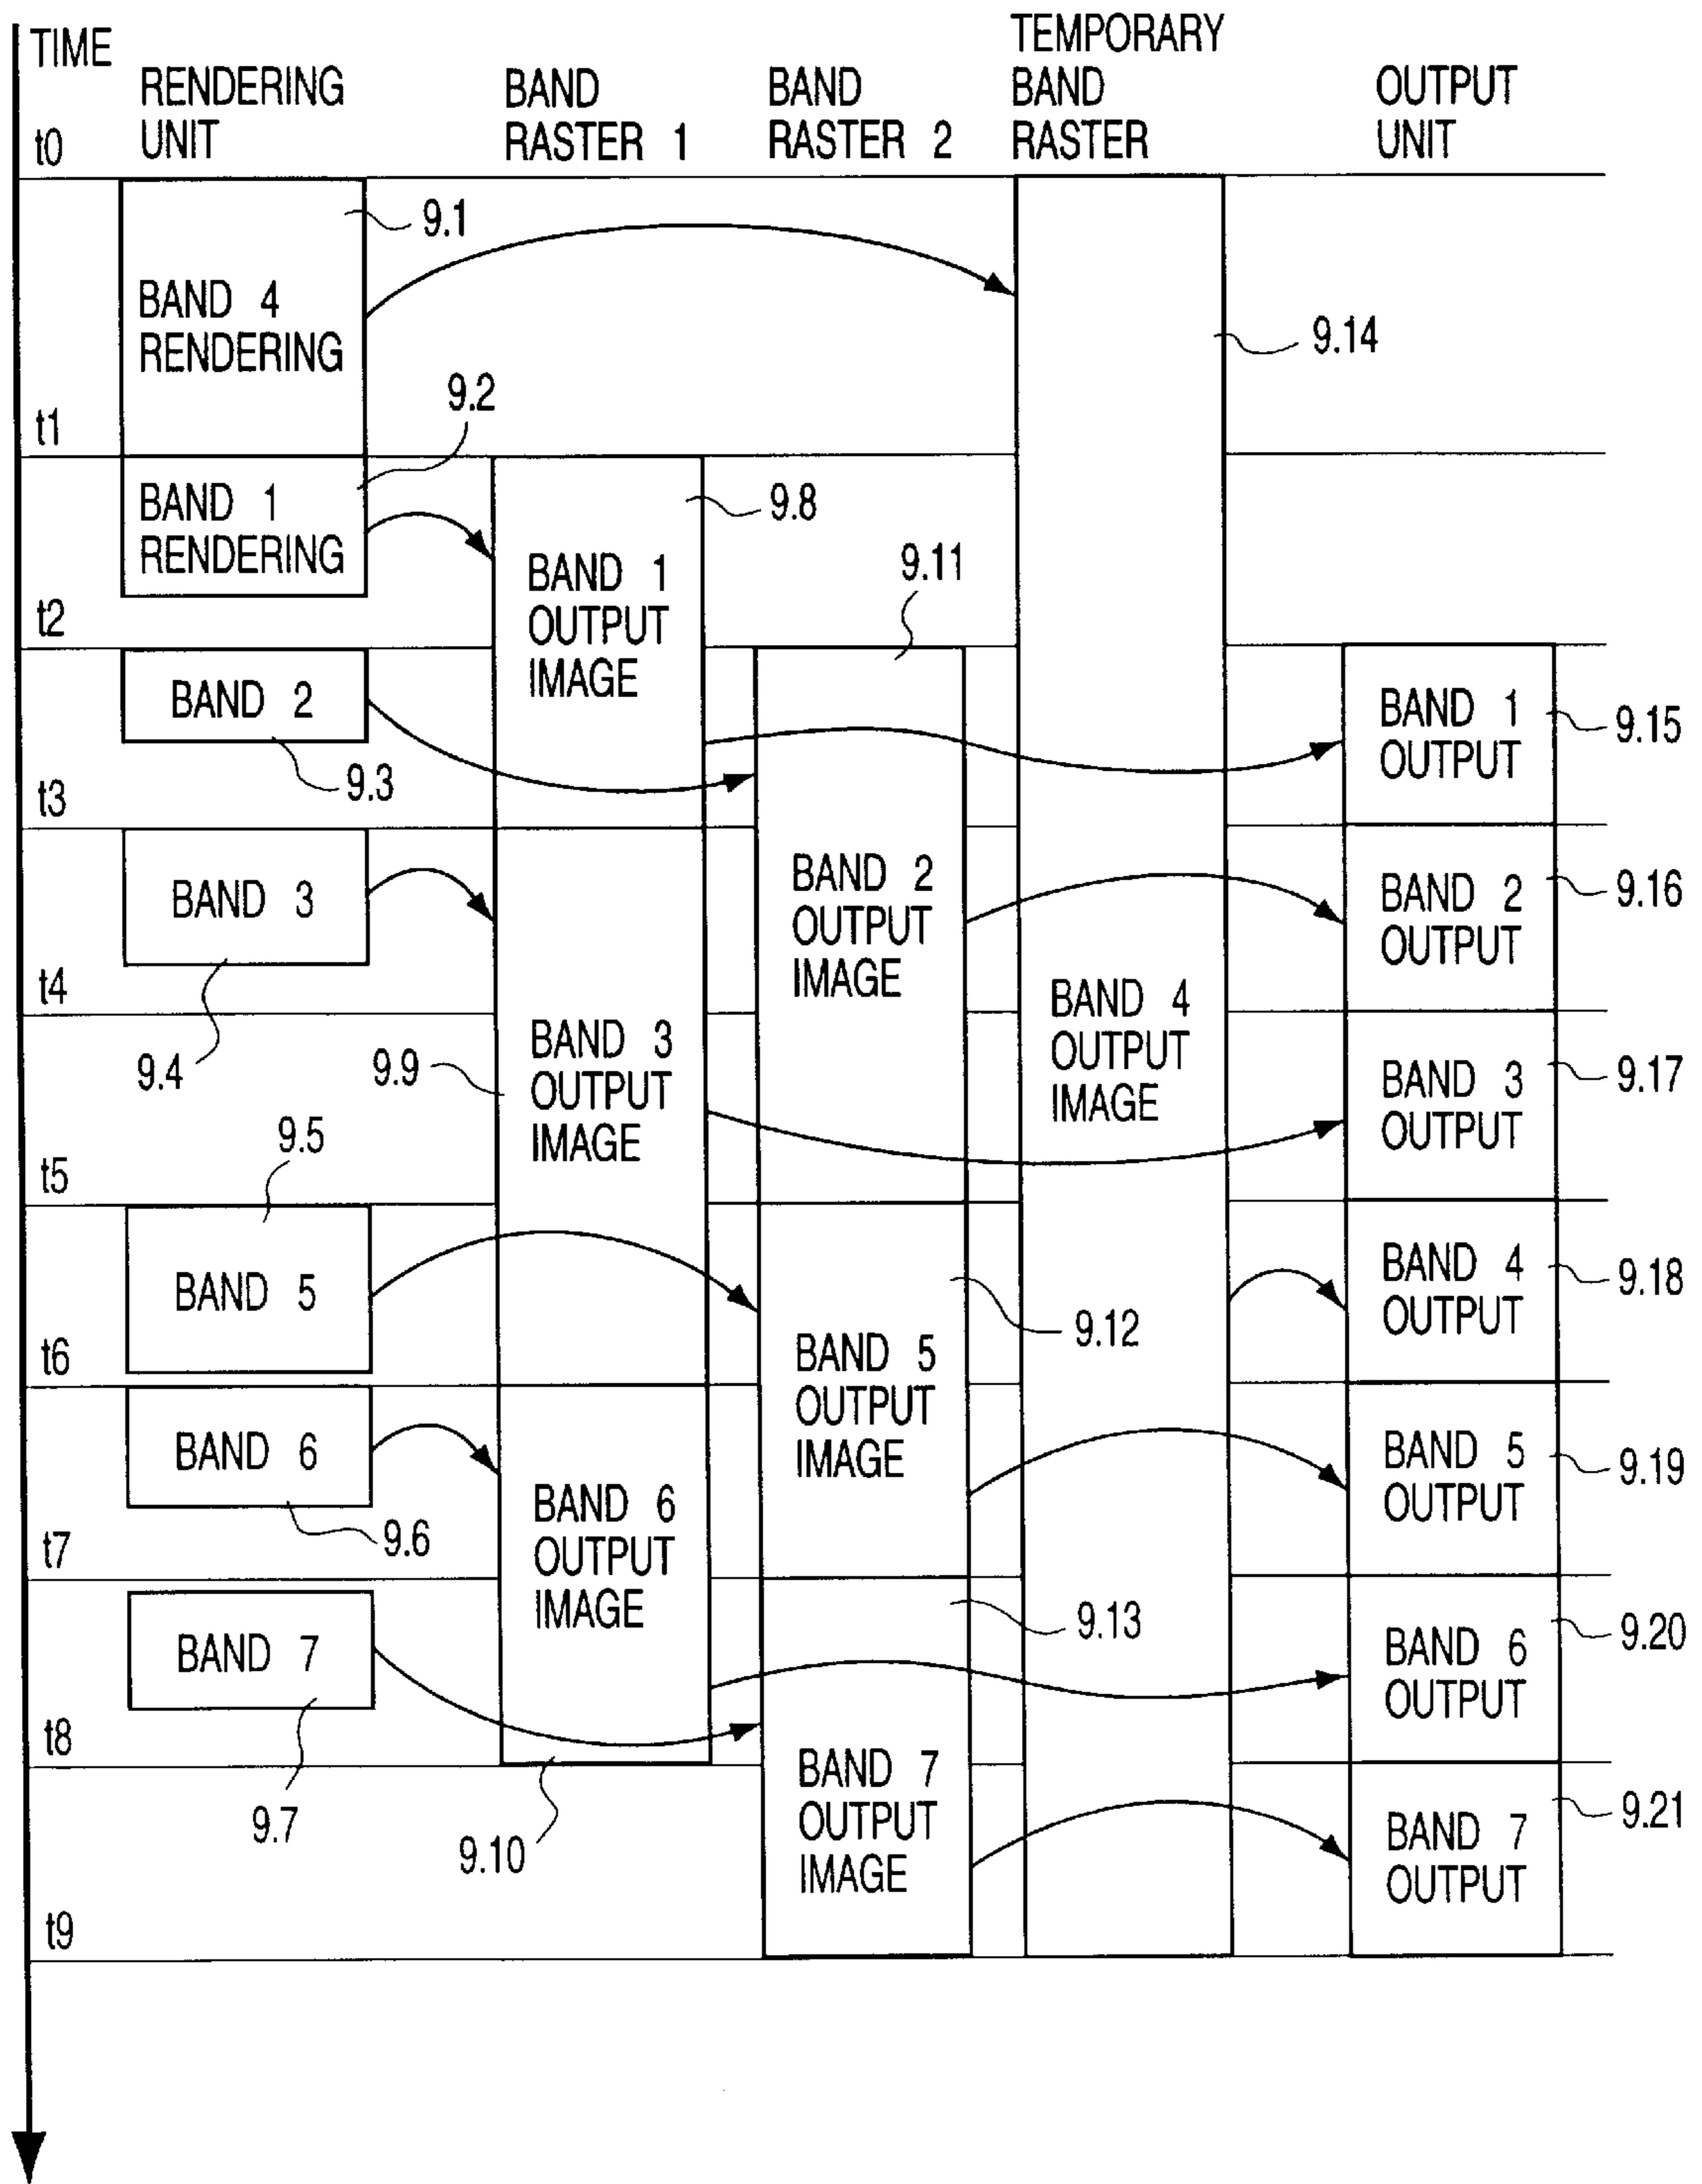 TIME
RENDERING
UNIT
BAND
RASTER 1
BAND
RASTER 2
TEMPORARY
BAND
RASTER
OUTPUT
UNIT
t0
9.1
BAND 4
RENDERING
9.14
t1
9.2
BAND 1
RENDERING
9.8
BAND 1
OUTPUT
IMAGE
9.11
t2
BAND 2
9.3
BAND 1
OUTPUT
9.15
t3
BAND 3
9.4
BAND 2
OUTPUT
IMAGE
BAND 2
OUTPUT
9.16
t4
9.9
BAND 3
OUTPUT
IMAGE
BAND 4
OUTPUT
IMAGE
BAND 3
OUTPUT
9.17
9.5
t5
BAND 5
9.12
BAND 4
OUTPUT
9.18
t6
BAND 5
OUTPUT
IMAGE
BAND 6
9.6
BAND 6
OUTPUT
IMAGE
BAND 5
OUTPUT
9.19
t7
BAND 7
9.7
9.13
BAND 6
OUTPUT
9.20
t8
9.10
BAND 7
OUTPUT
IMAGE
BAND 7
OUTPUT
9.21
t9